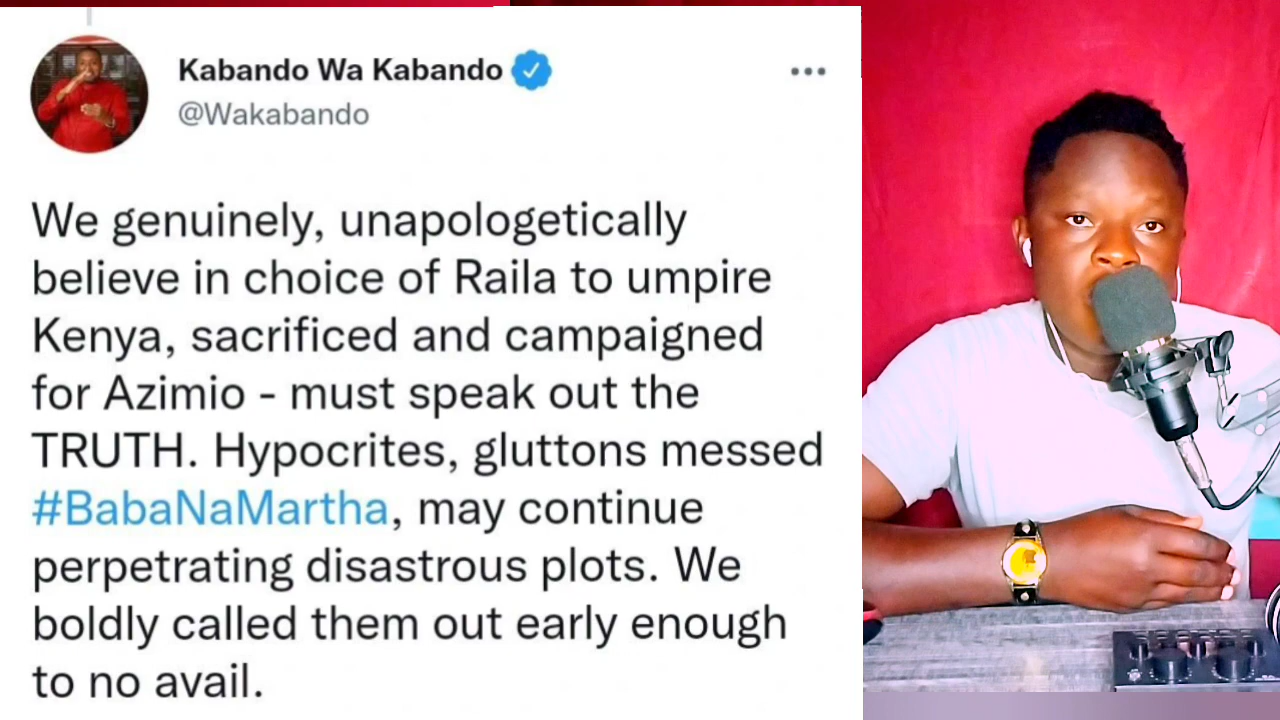 Kabando Wa Kabando
@Wakabando
We genuinely, unapologetically
believe in choice of Raila to umpire
Kenya, sacrificed and campaigned
for Azimio - must speak out the
TRUTH. Hypocrites, gluttons messed
#BabaNaMartha, may continue
perpetrating disastrous plots. We
boldly called them out early enough
to no avail.